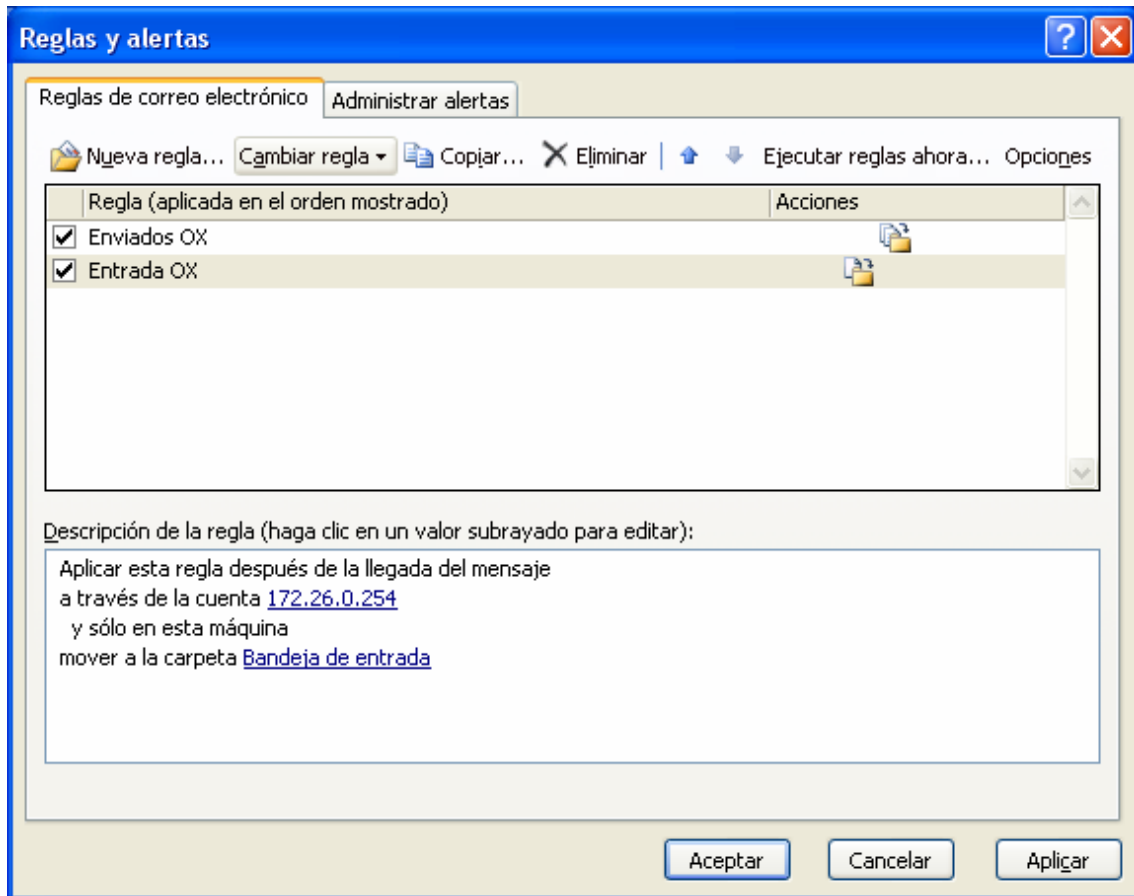 Reglas y alertas
Reglas de correo electrónico Administrar alertas
Nueva regla... Cambiar regla Copiar... Eliminar Ejecutar reglas ahora... Opciones
Regla (aplicada en el orden mostrado) Acciones
Enviados OX
Entrada OX
Descripción de la regla (haga clic en un valor subrayado para editar):
Aplicar esta regla después de la llegada del mensaje
a través de la cuenta 172.26.0.254
y sólo en esta máquina
mover a la carpeta Bandeja de entrada
Aceptar Cancelar Aplicar